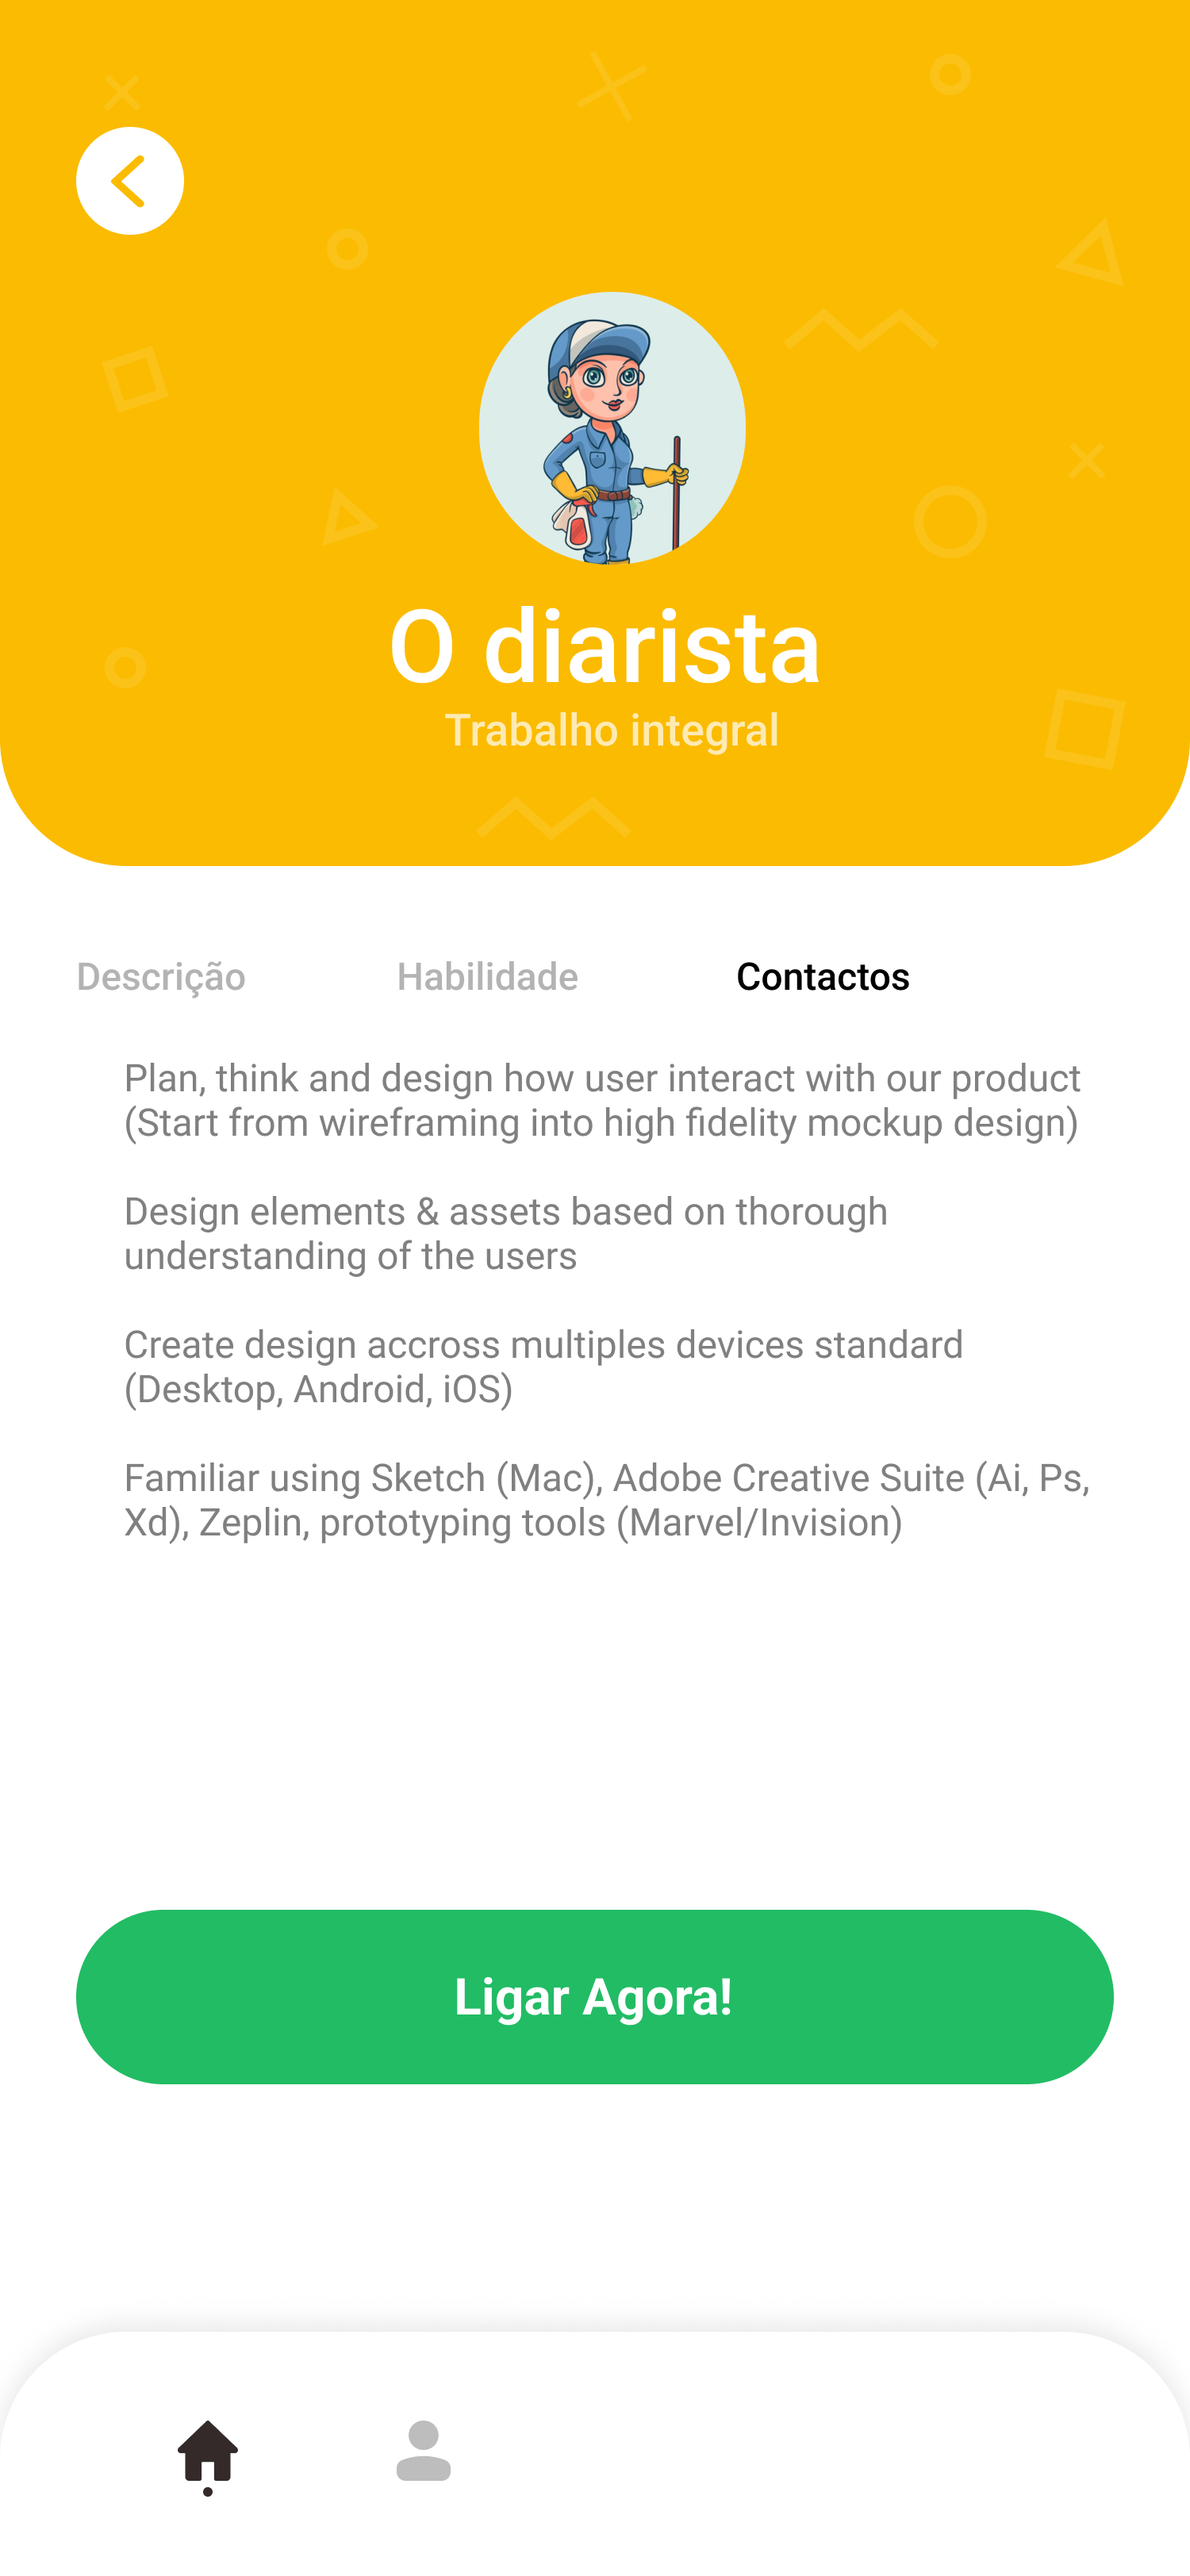 O diarista
Trabalho integral
Descrição
Habilidade
Contactos
Plan, think and design how user interact with our product
(Start from wireframing into high fidelity mockup design)
Design elements & assets based on thorough
understanding of the users
Create design accross multiples devices standard
(Desktop, Android, iOS)
Familiar using Sketch (Mac), Adobe Creative Suite (Ai, Ps,
Xd), Zeplin, prototyping tools (Marvel/Invision)
Ligar Agora!